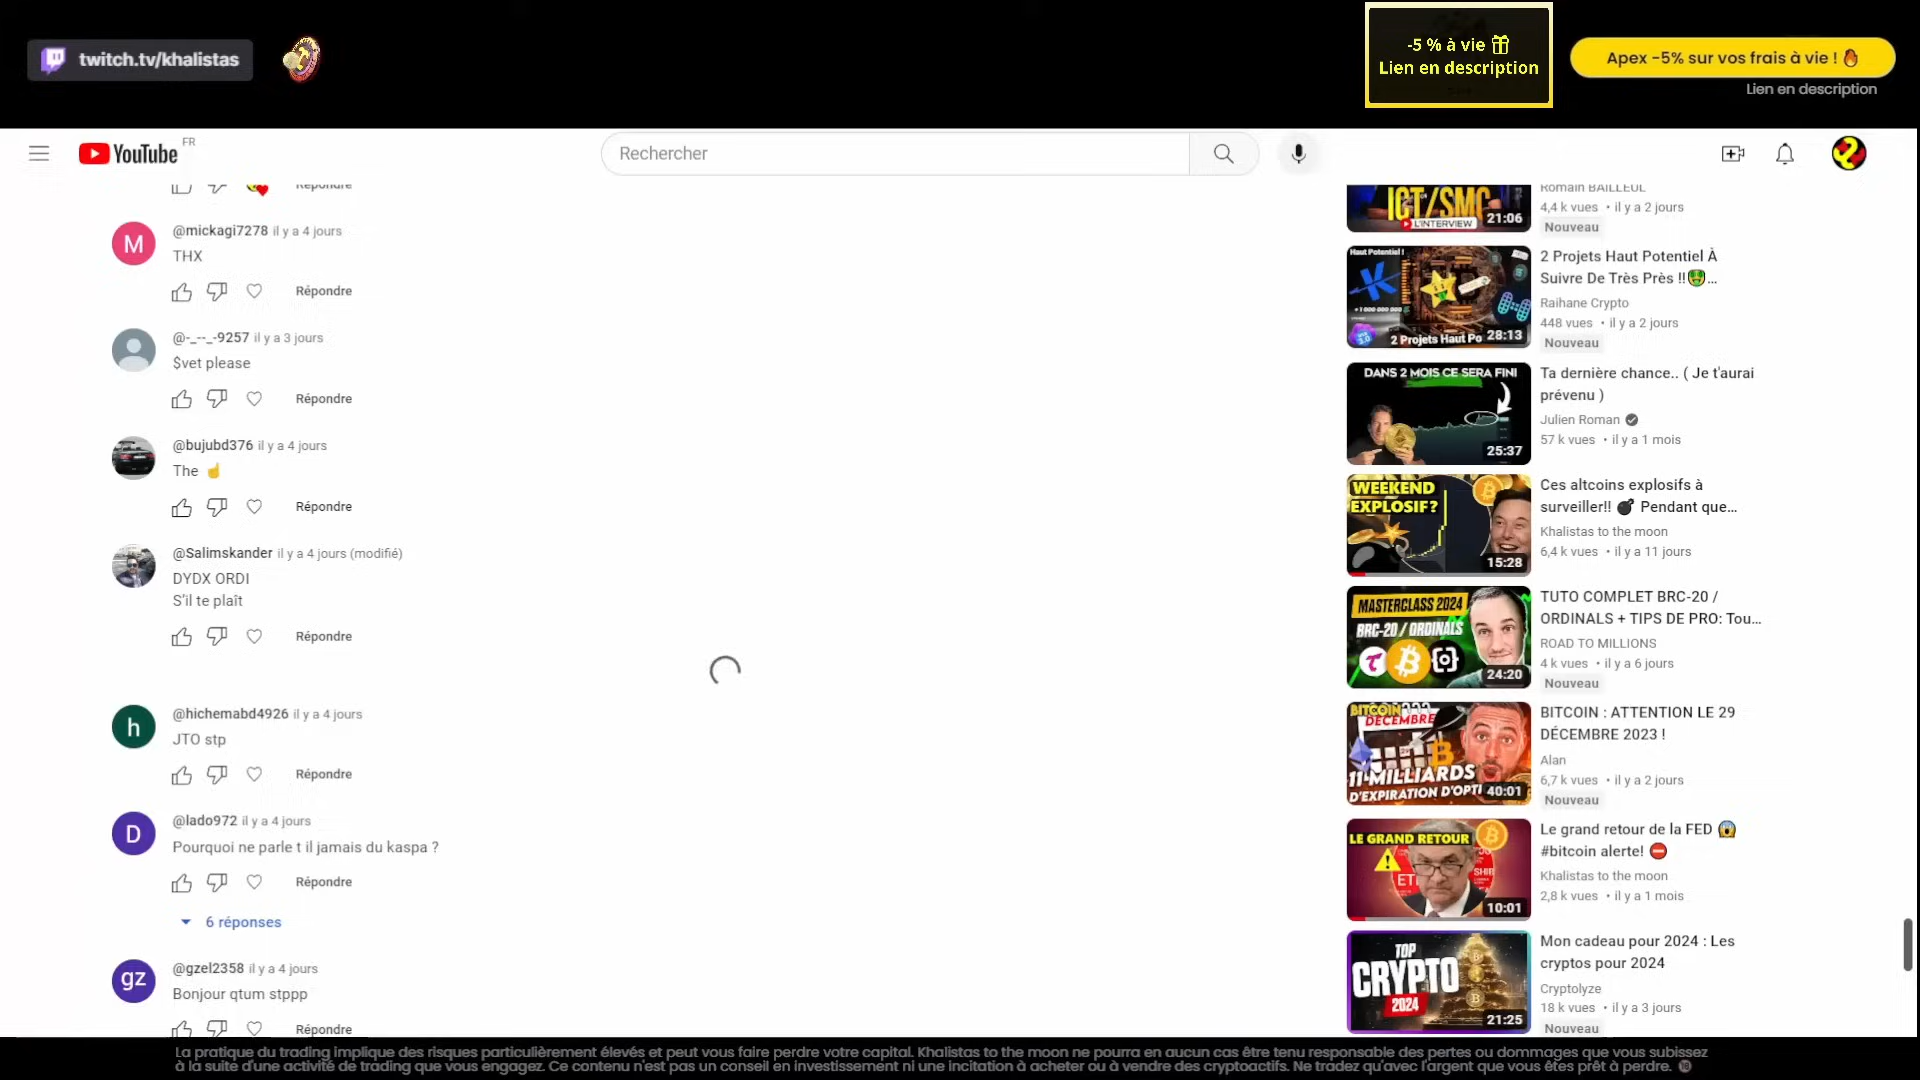 twitch.tv/khalistas
-5 % à vie
Lien en description
Apex -5% sur vos frais à vie !
Lien en description
YouTube FR
Rechercher
Répondre
@mickagi7278 il y a 4 jours
THX
Répondre
@-_--_-9257 il y a 3 jours
$vet please
Répondre
@bujubd376 il y a 4 jours
The ☝
Répondre
@Salimskander il y a 4 jours (modifié)
DYDX ORDI
S'il te plaît
Répondre
@hichemabd4926 il y a 4 jours
JTO stp
Répondre
@lado972 il y a 4 jours
Pourquoi ne parle t il jamais du kaspa ?
Répondre
6 réponses
@gzel2358 il y a 4 jours
Bonjour qtum stppp
Répondre
M
h
D
gz
ICT/SMC
L'INTERVIEW
21:06
Romain BAILLEUL
4,4 k vues • il y a 2 jours
Nouveau
Haut Potentiel !
2 Projets Haut Po
28:13
2 Projets Haut Potentiel À
Suivre De Très Près !!🤑...
Raihane Crypto
448 vues • il y a 2 jours
Nouveau
DANS 2 MOIS CE SERA FINI
25:37
Ta dernière chance.. ( Je t'aurai
prévenu )
Julien Roman
57 k vues • il y a 1 mois
WEEKEND
EXPLOSIF?
15:28
Ces altcoins explosifs à
surveiller!! 💣 Pendant que...
Khalistas to the moon
6,4 k vues • il y a 11 jours
MASTERCLASS 2024
BRC-20 / ORDINALS
24:20
TUTO COMPLET BRC-20 /
ORDINALS + TIPS DE PRO: Tou...
ROAD TO MILLIONS
4 k vues • il y a 6 jours
Nouveau
BITCOIN
DÉCEMBRE
11 MILLIARDS
D'EXPIRATION D'OPTI
40:01
BITCOIN : ATTENTION LE 29
DÉCEMBRE 2023 !
Alan
6,7 k vues • il y a 2 jours
Nouveau
LE GRAND RETOUR
10:01
Le grand retour de la FED 😱
#bitcoin alerte! ⛔
Khalistas to the moon
2,8 k vues • il y a 1 mois
TOP
CRYPTO
2024
21:25
Mon cadeau pour 2024 : Les
cryptos pour 2024
Cryptolyze
18 k vues • il y a 3 jours
Nouveau
La pratique du trading implique des risques particulièrement élevés et peut vous faire perdre votre capital. Khalistas to the moon ne pourra en aucun cas être tenu responsable des pertes ou dommages que vous subissez
à la suite d'une activité de trading que vous engagez. Ce contenu n'est pas un conseil en investissement ni une incitation à acheter ou à vendre des cryptoactifs. Ne tradez qu'avec l'argent que vous êtes prêt à perdre. 🔞